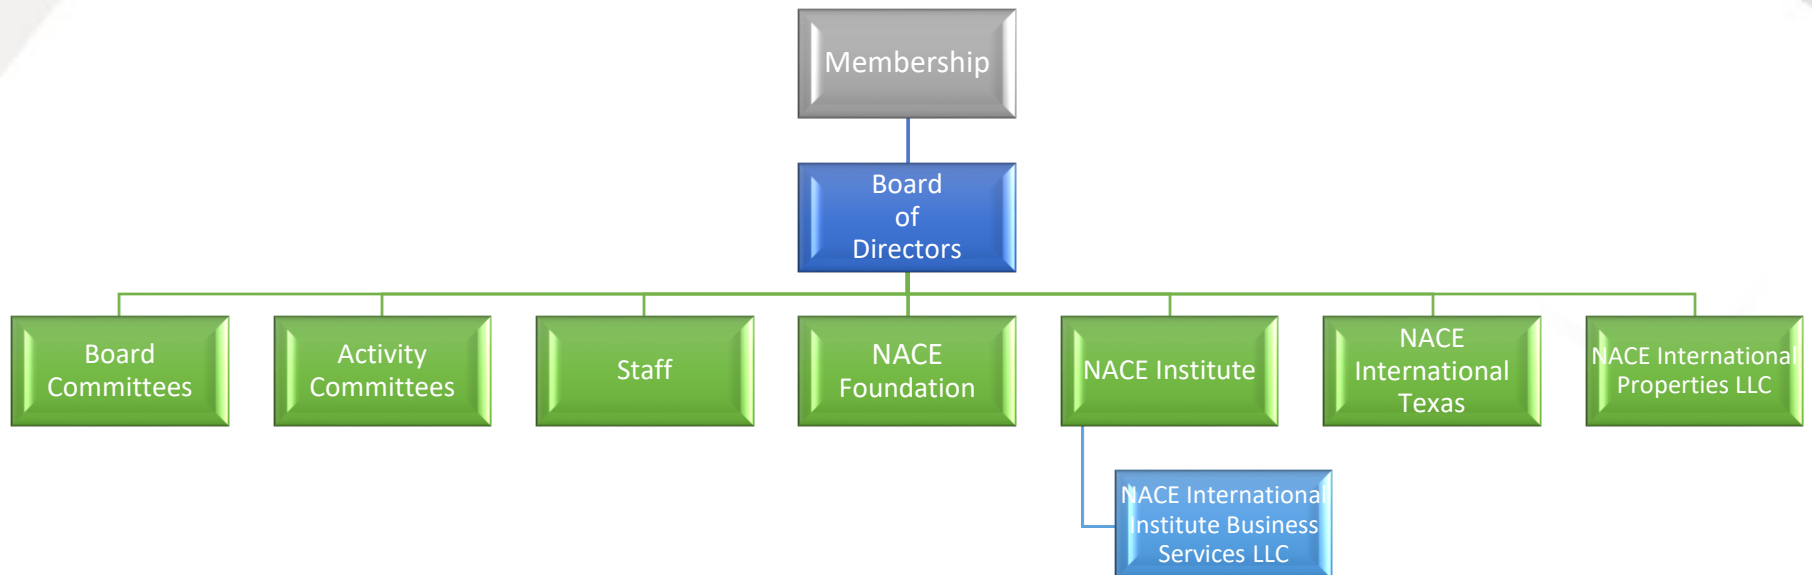 Membership
Board
of
Directors
Board
Committees
Activity
Committees
Staff
NACE
Foundation
NACE Institute
NACE
International
Texas
NACE International
Properties LLC
NACE International
Institute Business
Services LLC